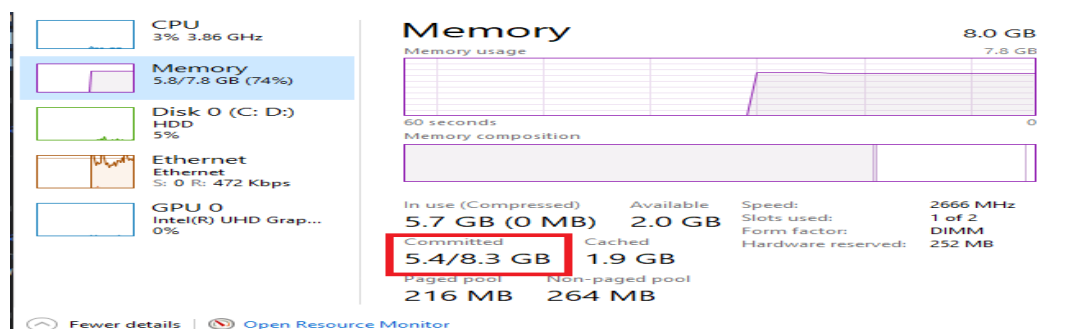 CPU
3% 3.86 GHz
Memory
5.8/7.8 GB (74%)
Disk 0 (C: D:)
HDD
5%
Ethernet
Ethernet
S: 0 R: 472 Kbps
GPU 0
Intel(R) UHD Grap...
0%
Memory 8.0 GB
Memory usage 7.8 GB
60 seconds 0
Memory composition
In use (Compressed) Available
5.7 GB (0 MB) 2.0 GB
Committed Cached
5.4/8.3 GB 1.9 GB
Paged pool Non-paged pool
216 MB 264 MB
Speed: 2666 MHz
Slots used: 1 of 2
Form factor: DIMM
Hardware reserved: 252 MB
Fewer details | Open Resource Monitor